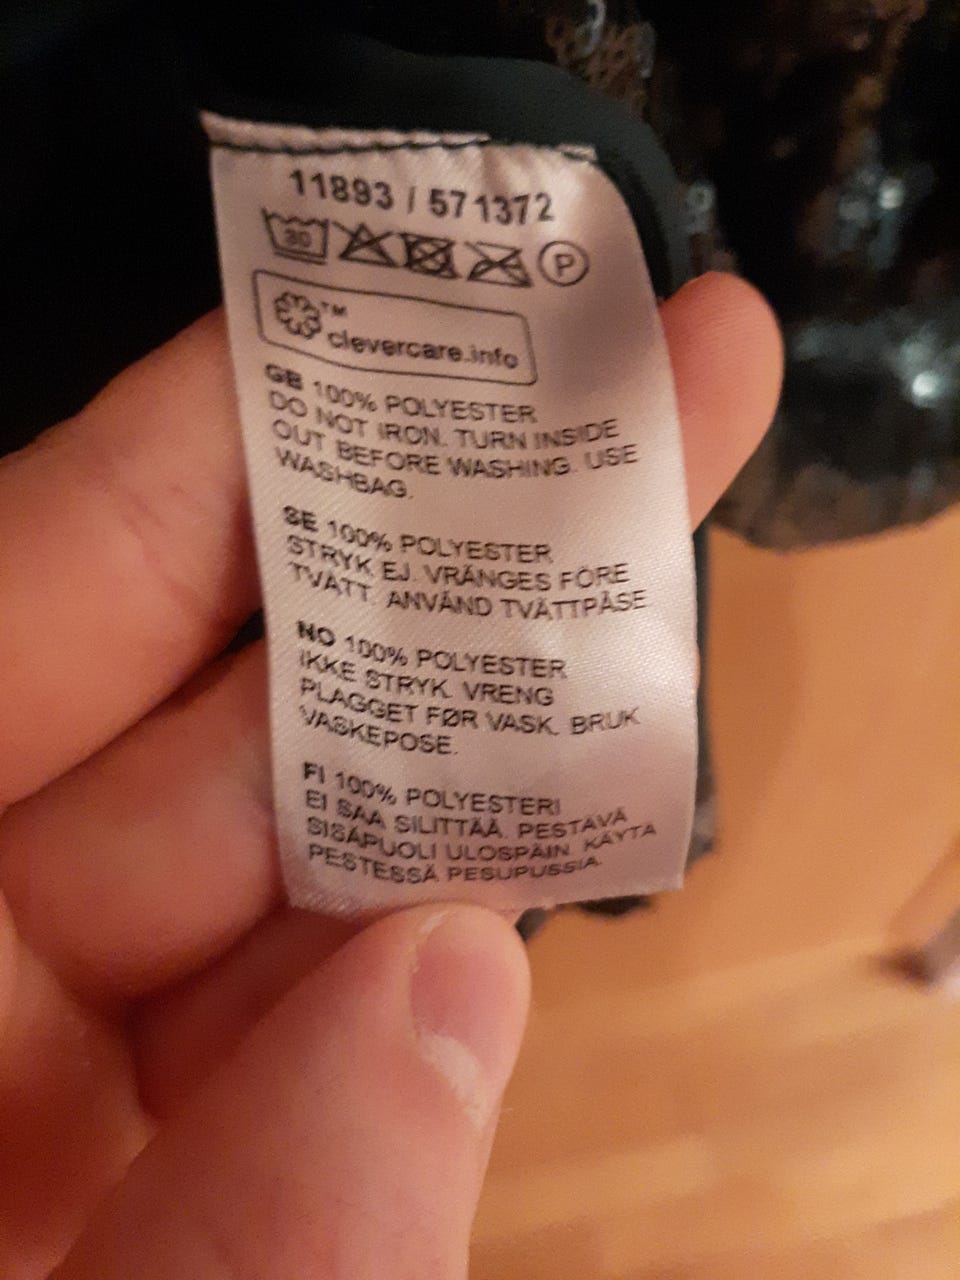 11893 / 571372
30
P
TM
clevercare.info
GB 100% POLYESTER
DO NOT IRON. TURN INSIDE
OUT BEFORE WASHING. USE
WASHBAG.
SE 100% POLYESTER
STRYK EJ. VRÄNGES FÖRE
TVÄTT. ANVÄND TVÄTTPÅSE
NO 100% POLYESTER
IKKE STRYK. VRENG
PLAGGET FØR VASK. BRUK
VASKEPOSE.
FI 100% POLYESTERI
EI SAA SILITTÄÄ. PESTÄVÄ
SISÄPUOLI ULOSPÄIN. KÄYTÄ
PESTESSÄ PESUPUSSIA.